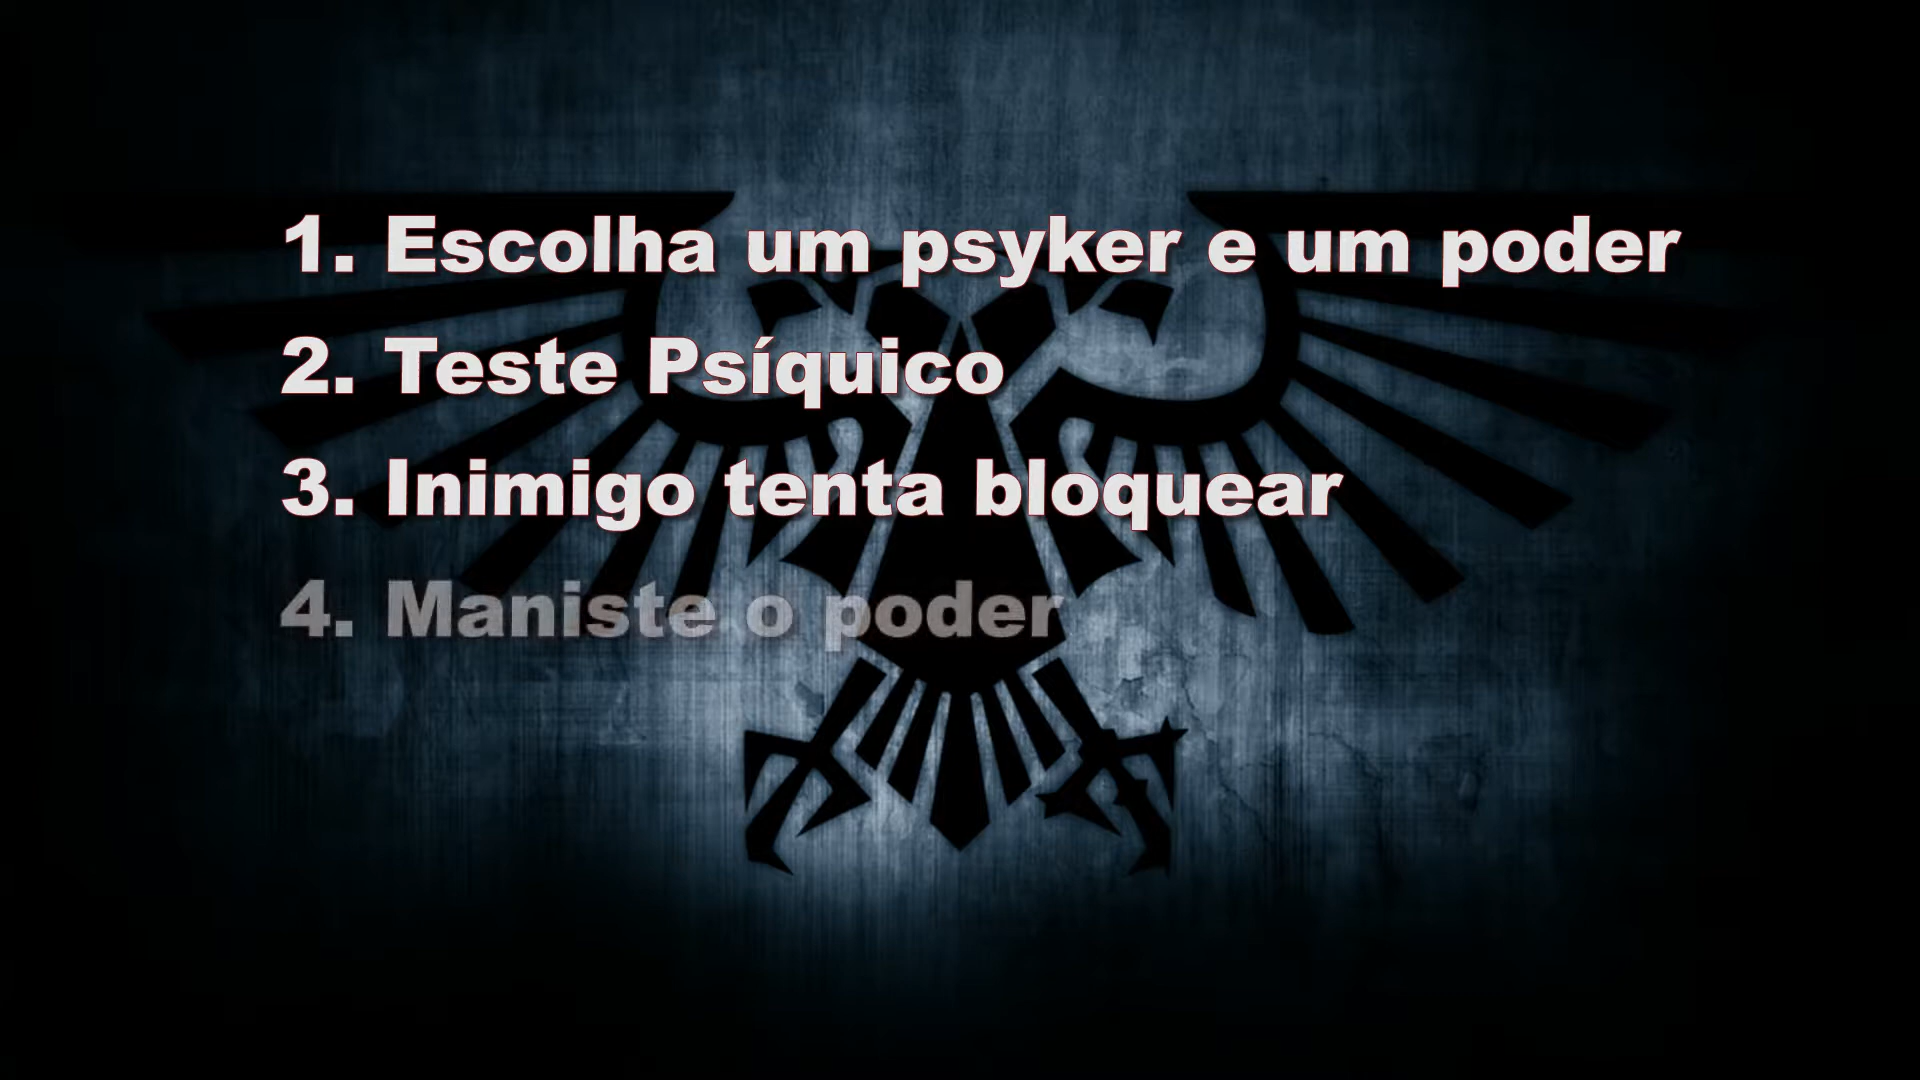 1. Escolha um psyker e um poder
2. Teste Psíquico
3. Inimigo tenta bloquear
4. Maniste o poder